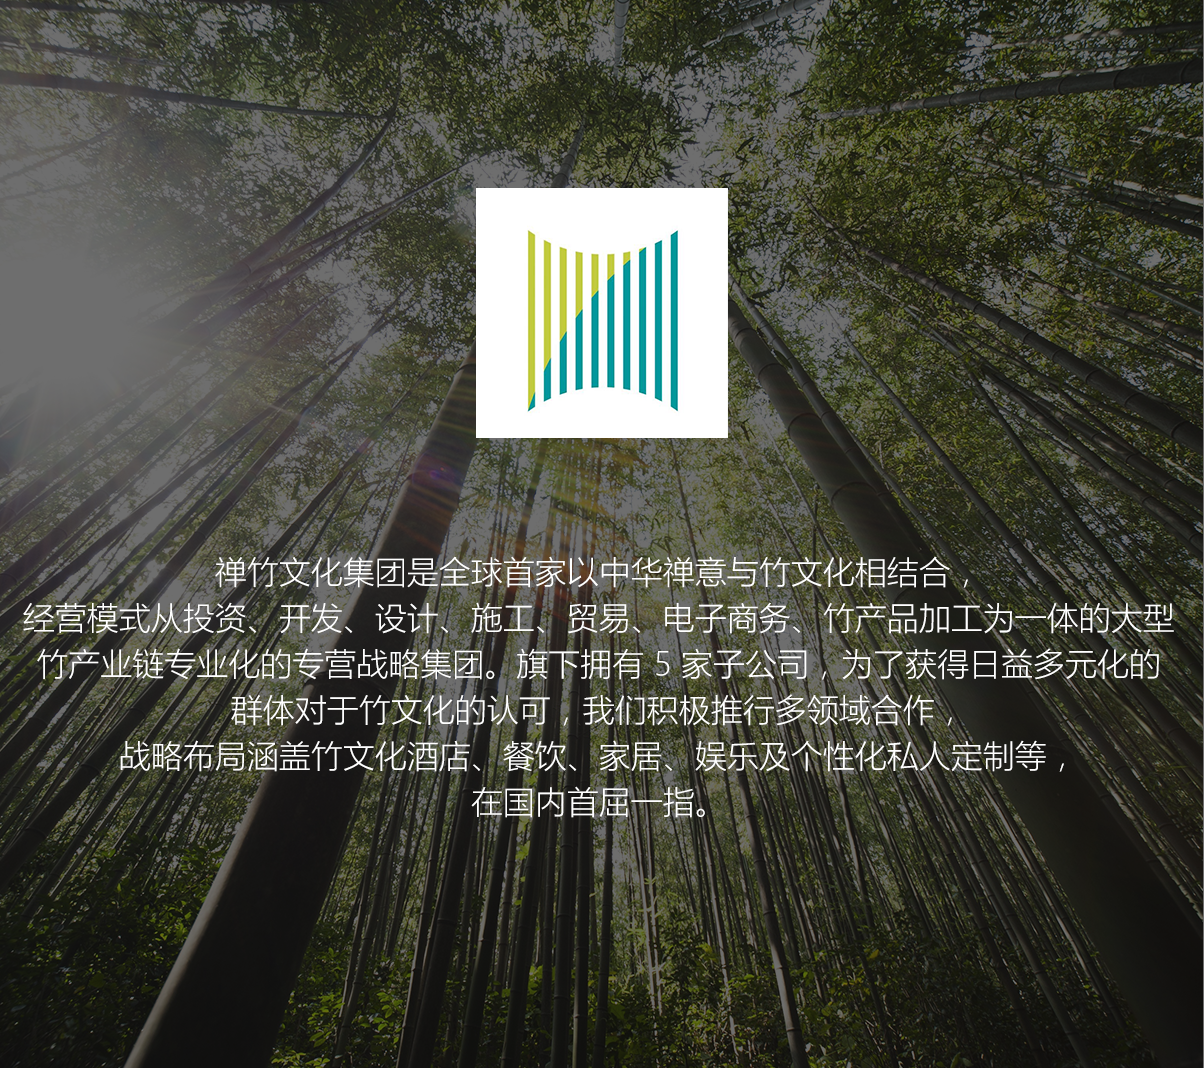 禅竹文化集团是全球首家以中华禅意与竹文化相结合，
经营模式从投资、开发、设计、施工、贸易、电子商务、竹产品加工为一体的大型
竹产业链专业化的专营战略集团。旗下拥有 5 家子公司，为了获得日益多元化的
群体对于竹文化的认可，我们积极推行多领域合作，
战略布局涵盖竹文化酒店、餐饮、家居、娱乐及个性化私人定制等，
在国内首屈一指。